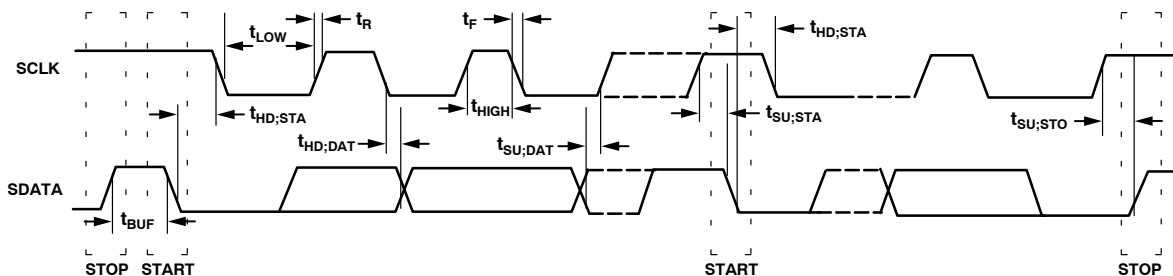 tR
tF
tLOW
tHD;STA
SCLK
tHD;STA
tHIGH
tSU;STA
tHD;DAT
tSU;DAT
tSU;STO
SDATA
tBUF
STOP START START STOP